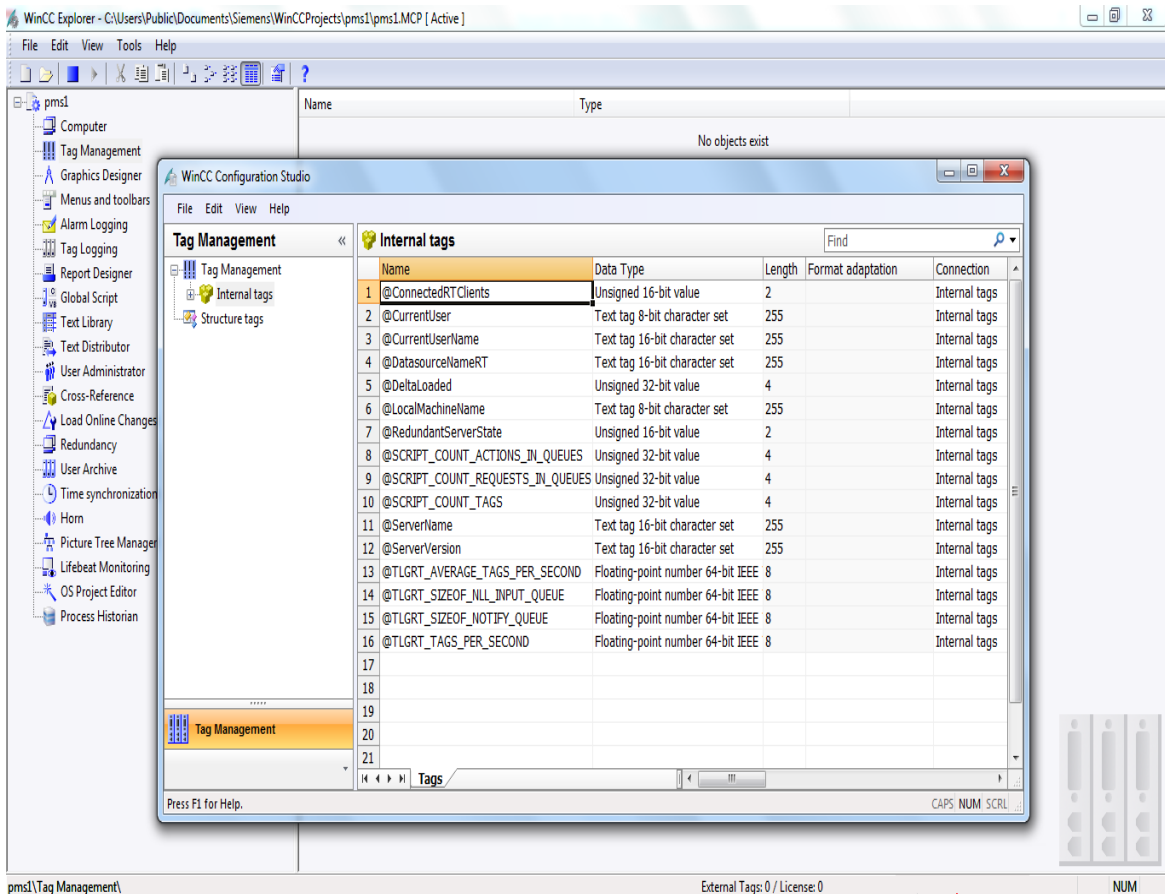 WinCC Explorer - C:\Users\Public\Documents\Siemens\WinCCProjects\pms1\pms1.MCP [ Active ]
File Edit View Tools Help
pms1
Computer
Tag Management
Graphics Designer
Menus and toolbars
Alarm Logging
Tag Logging
Report Designer
Global Script
Text Library
Text Distributor
User Administrator
Cross-Reference
Load Online Changes
Redundancy
User Archive
Time synchronization
Horn
Picture Tree Manager
Lifebeat Monitoring
OS Project Editor
Process Historian
Name Type
No objects exist
WinCC Configuration Studio
File Edit View Help
Tag Management «
Tag Management
Internal tags
Structure tags
Tag Management
Internal tags Find
Name Data Type Length Format adaptation Connection
1 @ConnectedRTClients Unsigned 16-bit value 2 Internal tags
2 @CurrentUser Text tag 8-bit character set 255 Internal tags
3 @CurrentUserName Text tag 16-bit character set 255 Internal tags
4 @DatasourceNameRT Text tag 16-bit character set 255 Internal tags
5 @DeltaLoaded Unsigned 32-bit value 4 Internal tags
6 @LocalMachineName Text tag 8-bit character set 255 Internal tags
7 @RedundantServerState Unsigned 16-bit value 2 Internal tags
8 @SCRIPT_COUNT_ACTIONS_IN_QUEUES Unsigned 32-bit value 4 Internal tags
9 @SCRIPT_COUNT_REQUESTS_IN_QUEUES Unsigned 32-bit value 4 Internal tags
10 @SCRIPT_COUNT_TAGS Unsigned 32-bit value 4 Internal tags
11 @ServerName Text tag 16-bit character set 255 Internal tags
12 @ServerVersion Text tag 16-bit character set 255 Internal tags
13 @TLGRT_AVERAGE_TAGS_PER_SECOND Floating-point number 64-bit IEEE 8 Internal tags
14 @TLGRT_SIZEOF_NLL_INPUT_QUEUE Floating-point number 64-bit IEEE 8 Internal tags
15 @TLGRT_SIZEOF_NOTIFY_QUEUE Floating-point number 64-bit IEEE 8 Internal tags
16 @TLGRT_TAGS_PER_SECOND Floating-point number 64-bit IEEE 8 Internal tags
17
18
19
20
21
Tags
Press F1 for Help. CAPS NUM SCRL
pms1\Tag Management\ External Tags: 0 / License: 0 NUM